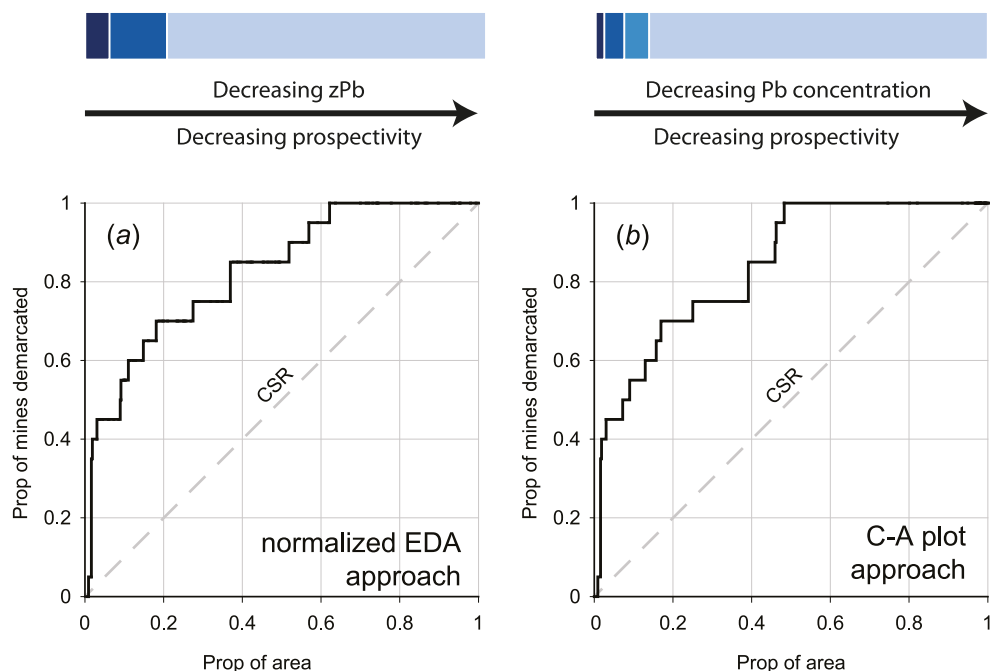 Decreasing zPb
Decreasing prospectivity
Decreasing Pb concentration
Decreasing prospectivity
(a)
CSR
normalized EDA
approach
Prop of mines demarcated
1
0.8
0.6
0.4
0.2
0
0
0.2
0.4
0.6
0.8
1
Prop of area
(b)
CSR
C-A plot
approach
Prop of mines demarcated
1
0.8
0.6
0.4
0.2
0
0
0.2
0.4
0.6
0.8
1
Prop of area